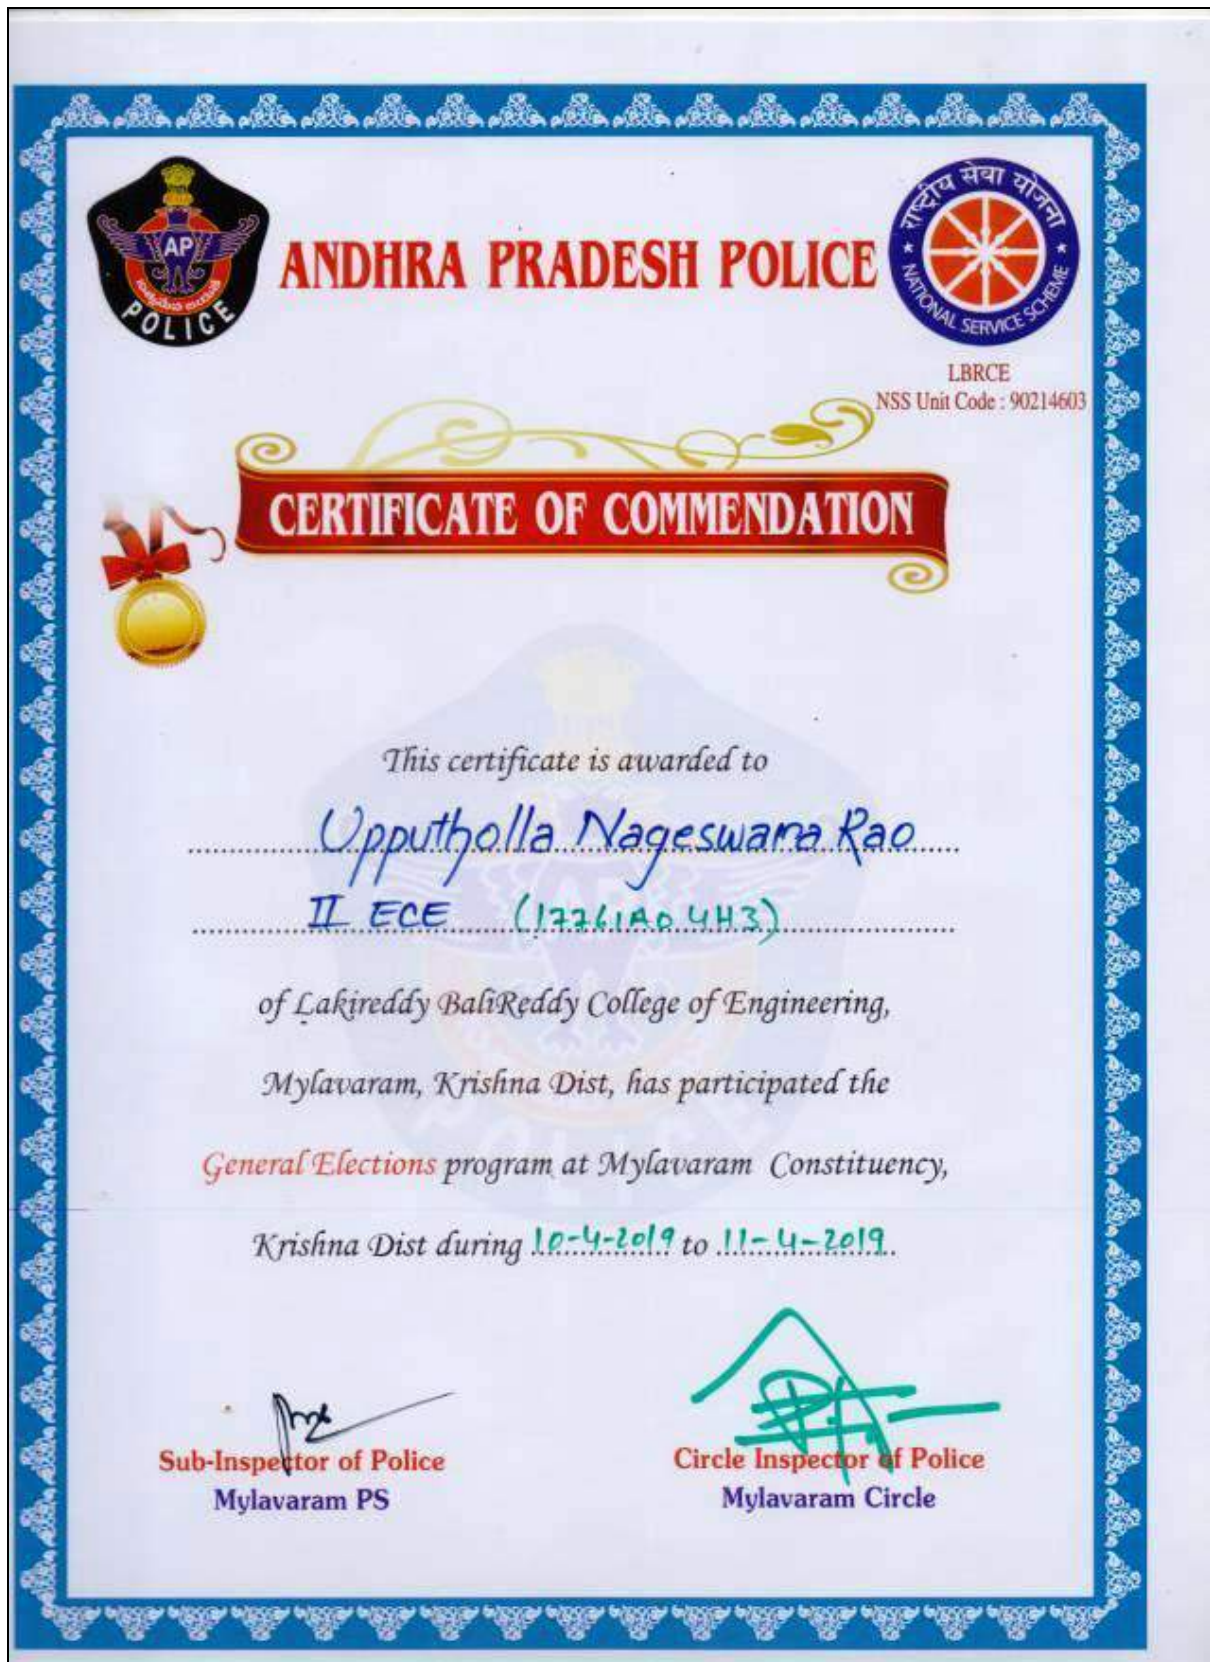 AP
POLICE
ANDHRA PRADESH POLICE
राष्ट्रीय सेवा योजना
NATIONAL SERVICE SCHEME
LBRCE
NSS Unit Code : 90214603
CERTIFICATE OF COMMENDATION
This certificate is awarded to
Upputholla Nageswara Rao
II ECE (17761A04H3)
of Lakireddy BaliReddy College of Engineering,
Mylavaram, Krishna Dist, has participated the
General Elections program at Mylavaram Constituency,
Krishna Dist during 10-4-2019 to 11-4-2019.
Sub-Inspector of Police
Mylavaram PS
Circle Inspector of Police
Mylavaram Circle